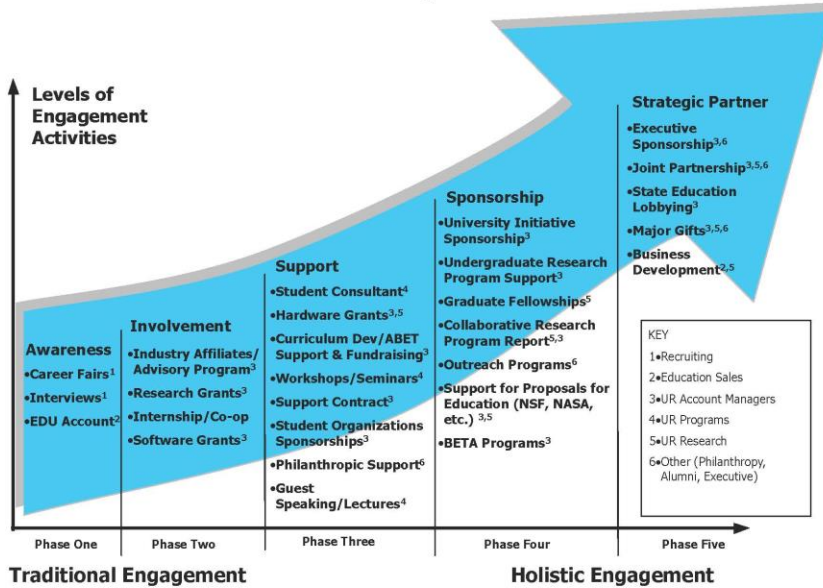 Levels of
Engagement
Activities
Awareness
•Career Fairs¹
•Interviews¹
•EDU Account²
Involvement
•Industry Affiliates/
Advisory Program³
•Research Grants³
•Internship/Co-op
•Software Grants³
Support
•Student Consultant⁴
•Hardware Grants³,⁵
•Curriculum Dev/ABET
Support & Fundraising³
•Workshops/Seminars⁴
•Support Contract³
•Student Organizations
Sponsorships³
•Philanthropic Support⁶
•Guest
Speaking/Lectures⁴
Sponsorship
•University Initiative
Sponsorship³
•Undergraduate Research
Program Support³
•Graduate Fellowships⁵
•Collaborative Research
Program Report⁵,³
•Outreach Programs⁶
•Support for Proposals for
Education (NSF, NASA,
etc.) ³,⁵
•BETA Programs³
Strategic Partner
•Executive
Sponsorship³,⁶
•Joint Partnership³,⁵,⁶
•State Education
Lobbying³
•Major Gifts³,⁵,⁶
•Business
Development²,⁵
KEY
1•Recruiting
2•Education Sales
3•UR Account Managers
4•UR Programs
5•UR Research
6•Other (Philanthropy,
Alumni, Executive)
Phase One
Phase Two
Phase Three
Phase Four
Phase Five
Traditional Engagement
Holistic Engagement